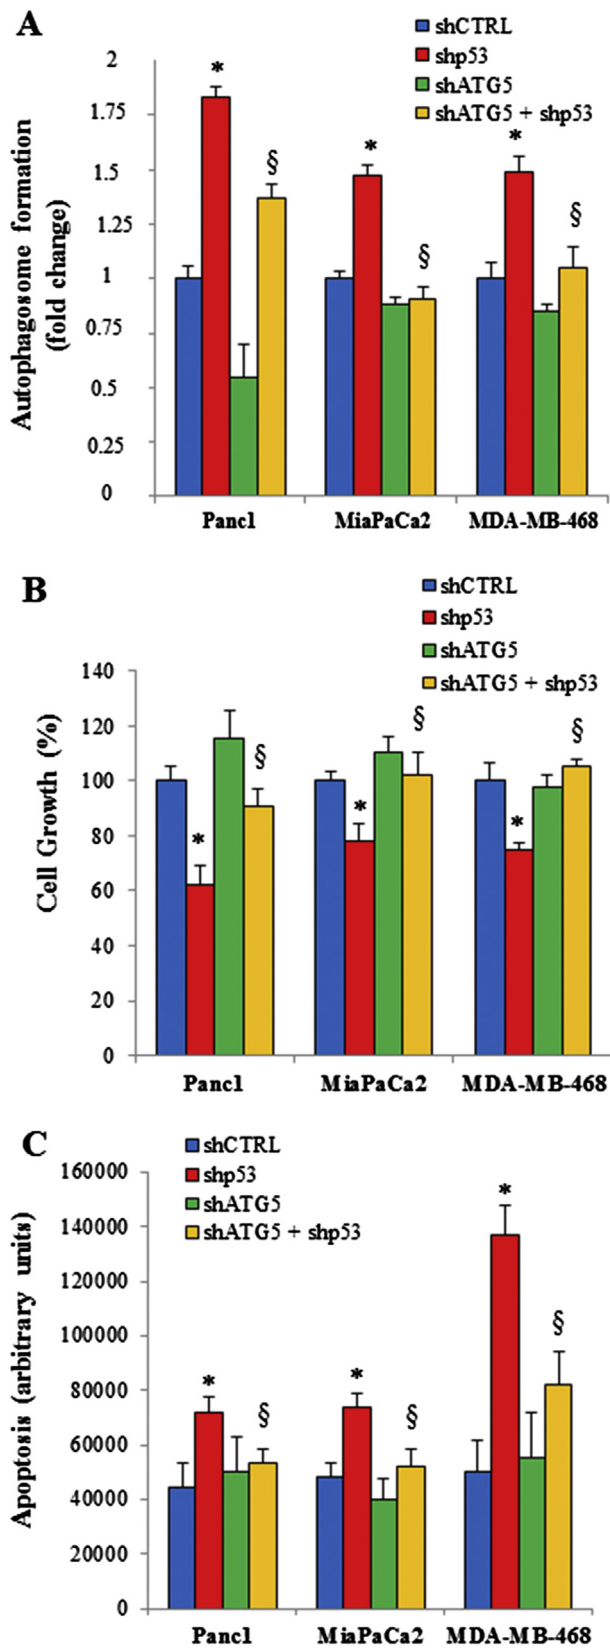 A
shCTRL
shp53
shATG5
shATG5 + shp53
Autophagosome formation
(fold change)
2
1.75
1.5
1.25
1
0.75
0.5
0.25
0
*
§
*
§
*
§
Panc1
MiaPaCa2
MDA-MB-468
B
shCTRL
shp53
shATG5
shATG5 + shp53
Cell Growth (%)
140
120
100
80
60
40
20
0
*
§
*
§
*
§
Panc1
MiaPaCa2
MDA-MB-468
C
shCTRL
shp53
shATG5
shATG5 + shp53
Apoptosis (arbitrary units)
160000
140000
120000
100000
80000
60000
40000
20000
0
*
§
*
§
*
§
Panc1
MiaPaCa2
MDA-MB-468